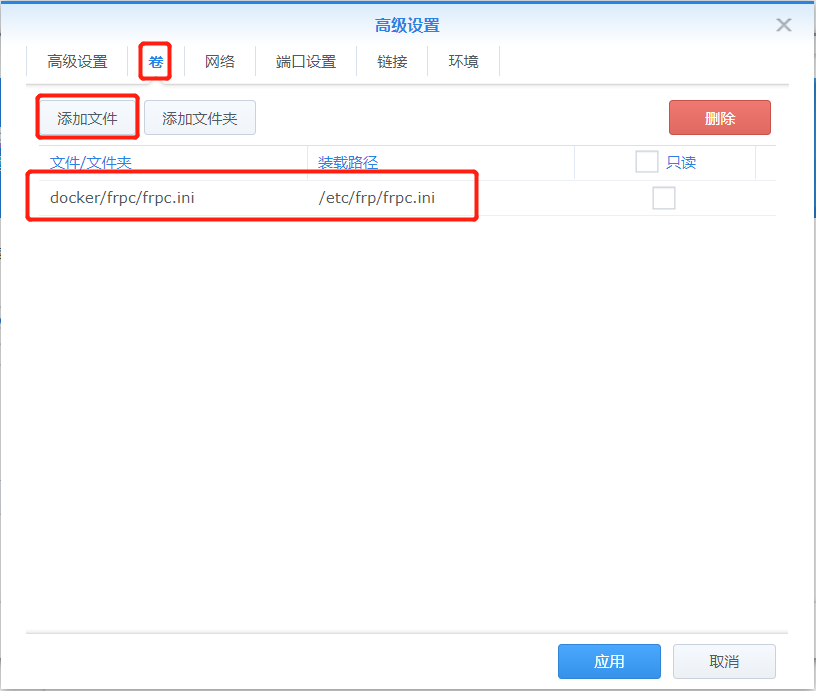 高级设置
高级设置 卷 网络 端口设置 链接 环境
添加文件 添加文件夹 删除
文件/文件夹 装载路径 只读
docker/frpc/frpc.ini /etc/frp/frpc.ini
应用 取消